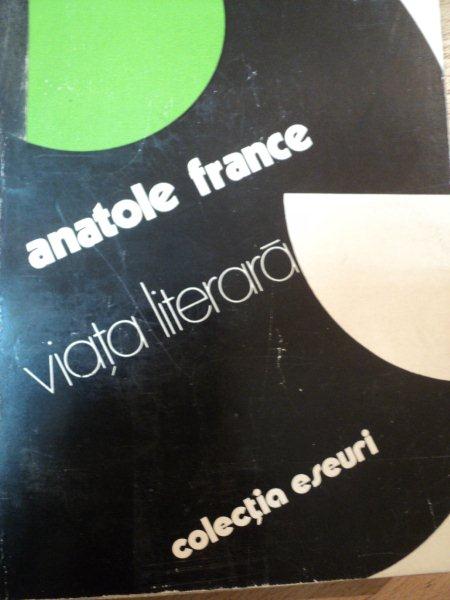 anatole france
viața literară
colecția eseuri